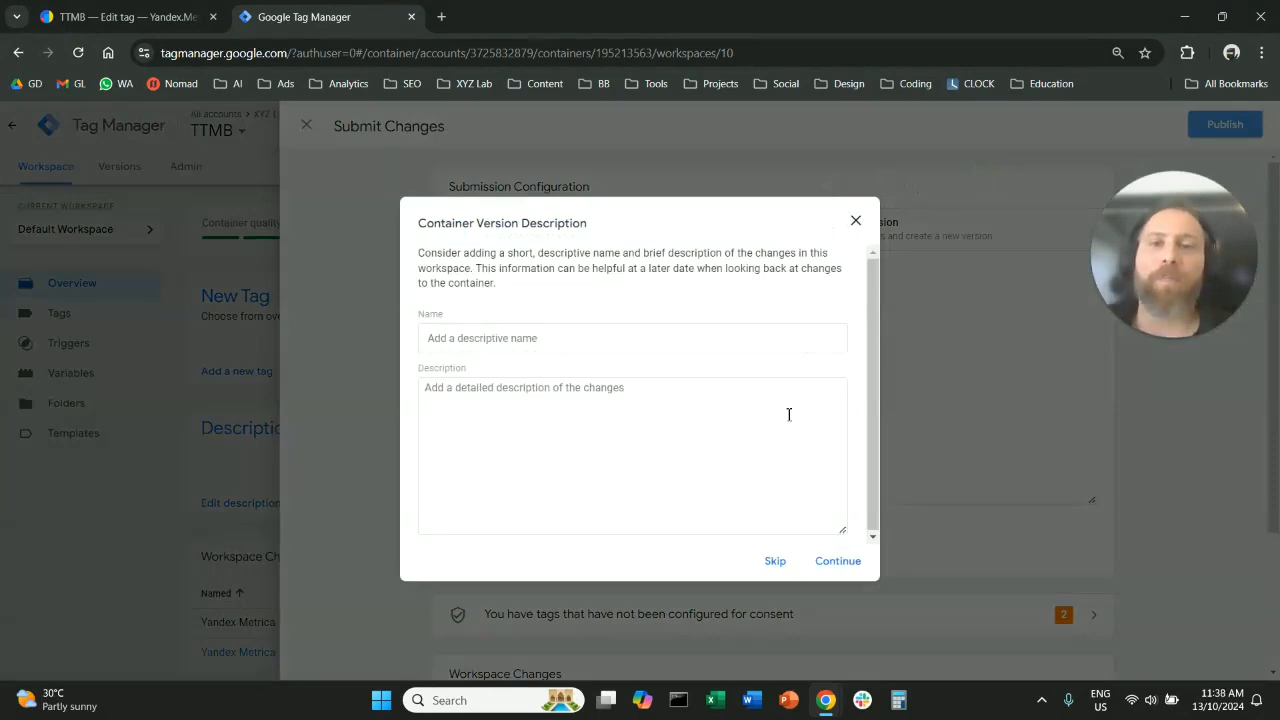 TTMB — Edit tag — Yandex.Me
Google Tag Manager
tagmanager.google.com/?authuser=0#/container/accounts/3725832879/containers/195213563/workspaces/10
GD
GL
WA
Nomad
AI
Ads
Analytics
SEO
XYZ Lab
Content
BB
Tools
Projects
Social
Design
Coding
CLOCK
Education
All Bookmarks
Tag Manager
All accounts > XYZ (
TTMB
Submit Changes
Publish
Workspace
Versions
Admin
Submission Configuration
CURRENT WORKSPACE
Default Workspace
Container quality
sion
s and create a new version
Container Version Description
Consider adding a short, descriptive name and brief description of the changes in this
workspace. This information can be helpful at a later date when looking back at changes
to the container.
Name
Add a descriptive name
Description
Add a detailed description of the changes
Skip
Continue
Overview
Tags
Triggers
Variables
Folders
Templates
New Tag
Choose from ove
Add a new tag
Descriptio
Edit description
Workspace Ch
Named
Yandex Metrica
Yandex Metrica
You have tags that have not been configured for consent
2
Workspace Changes
30°C
Partly sunny
Search
ENG
US
11:38 AM
13/10/2024